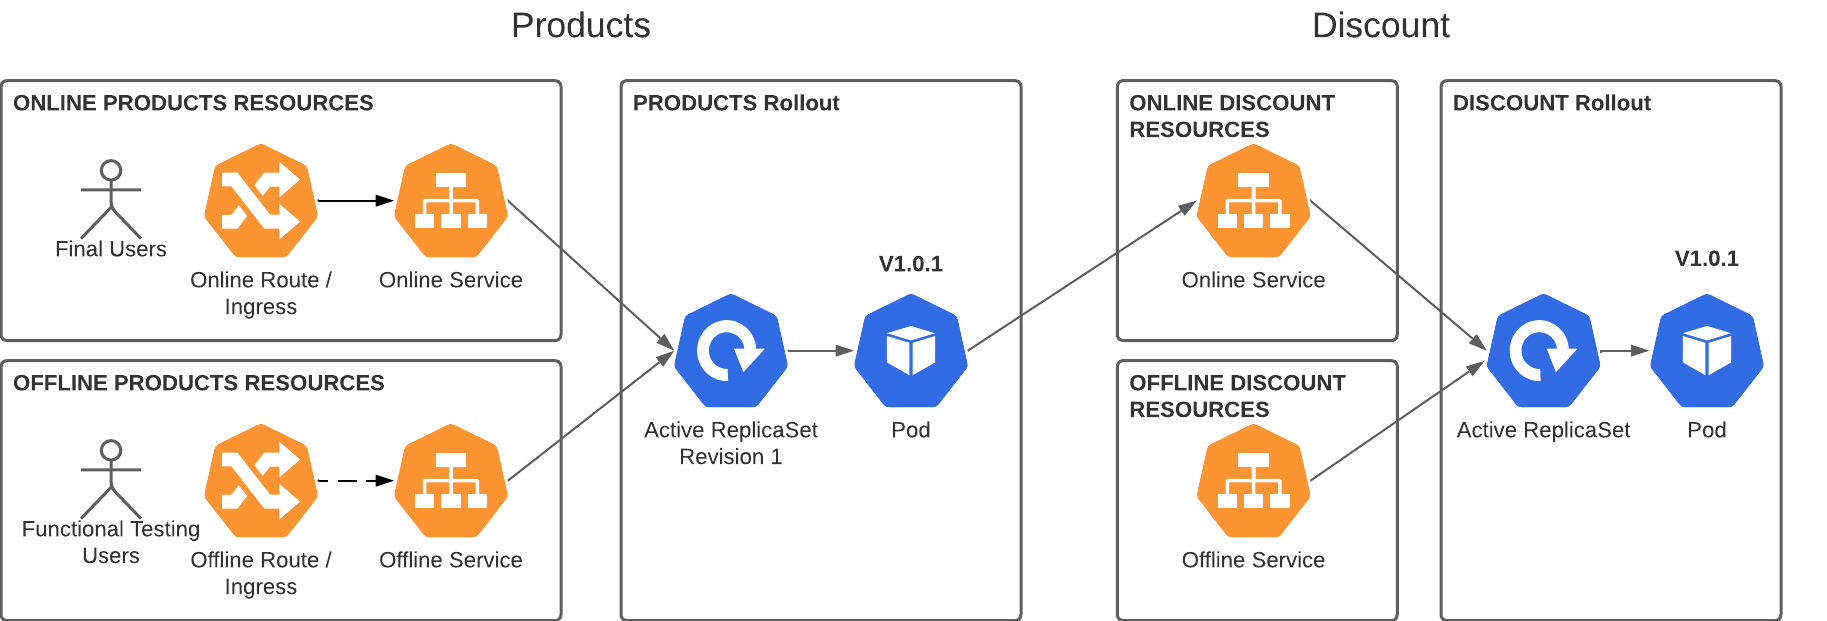 Products
Discount
ONLINE PRODUCTS RESOURCES
Final Users
Online Route /
Ingress
Online Service
OFFLINE PRODUCTS RESOURCES
Functional Testing
Users
Offline Route /
Ingress
Offline Service
PRODUCTS Rollout
V1.0.1
Active ReplicaSet
Revision 1
Pod
ONLINE DISCOUNT
RESOURCES
Online Service
OFFLINE DISCOUNT
RESOURCES
Offline Service
DISCOUNT Rollout
V1.0.1
Active ReplicaSet
Pod